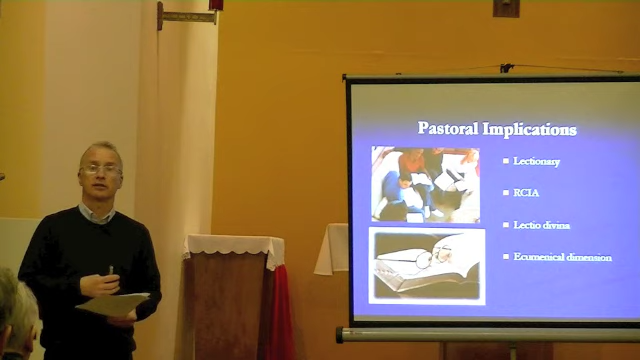 Pastoral Implications
Lectionary
RCIA
Lectio divina
Ecumenical dimension